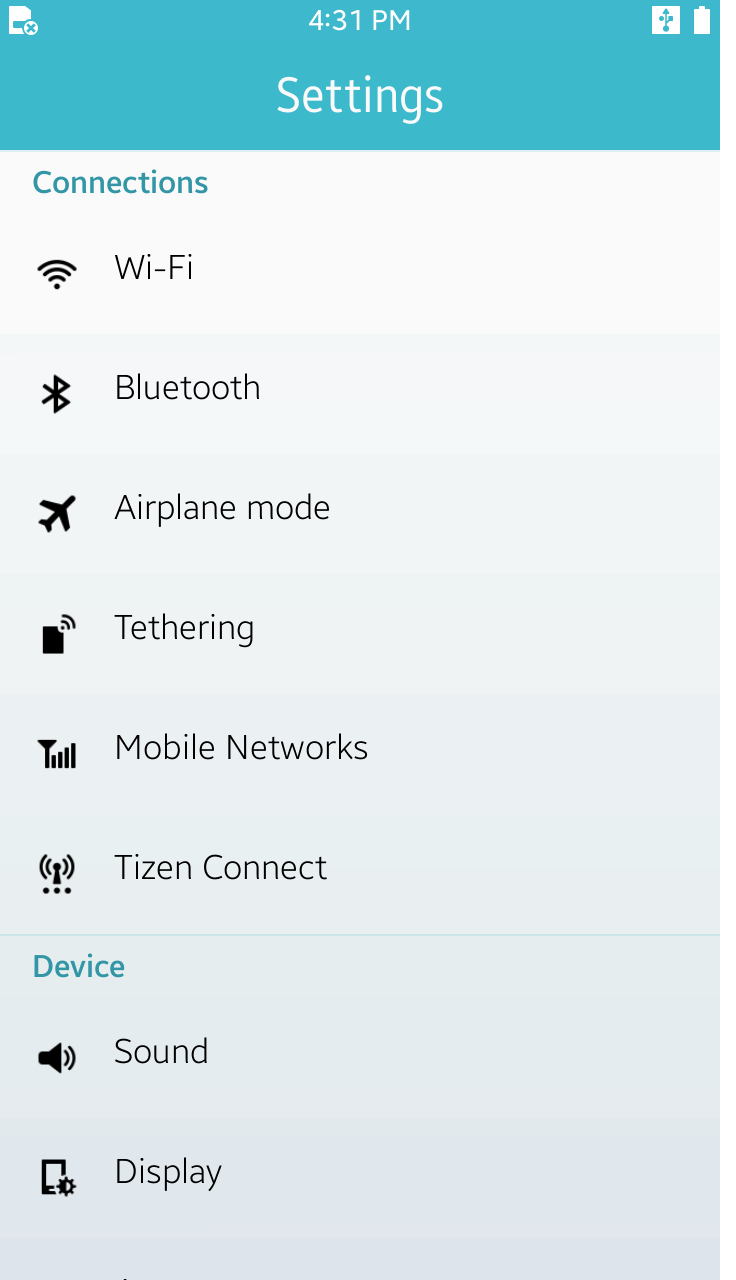 4:31 PM
Settings
Connections
Wi-Fi
Bluetooth
Airplane mode
Tethering
Mobile Networks
Tizen Connect
Device
Sound
Display